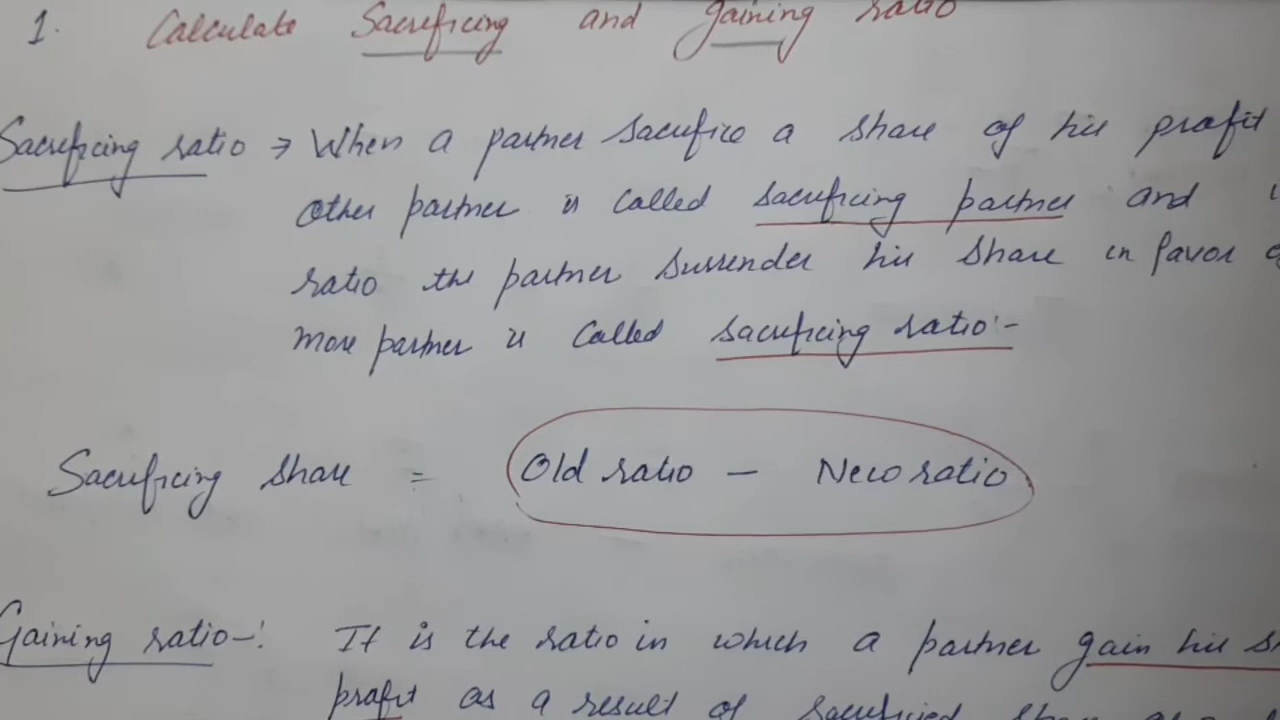 1. Calculate Sacrificing and gaining ratio
Sacrificing ratio → When a partner sacrifice a share of his profit
other partner is called sacrificing partner and
ratio the partner surrender his share in favor
more partner is called sacrificing ratio:-
Sacrificing share = Old ratio - New ratio
Gaining ratio-: It is the ratio in which a partner gain his
profit as a result of sacrificed share